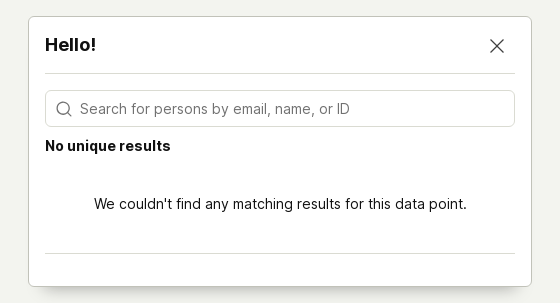 Hello!
Search for persons by email, name, or ID
No unique results
We couldn't find any matching results for this data point.